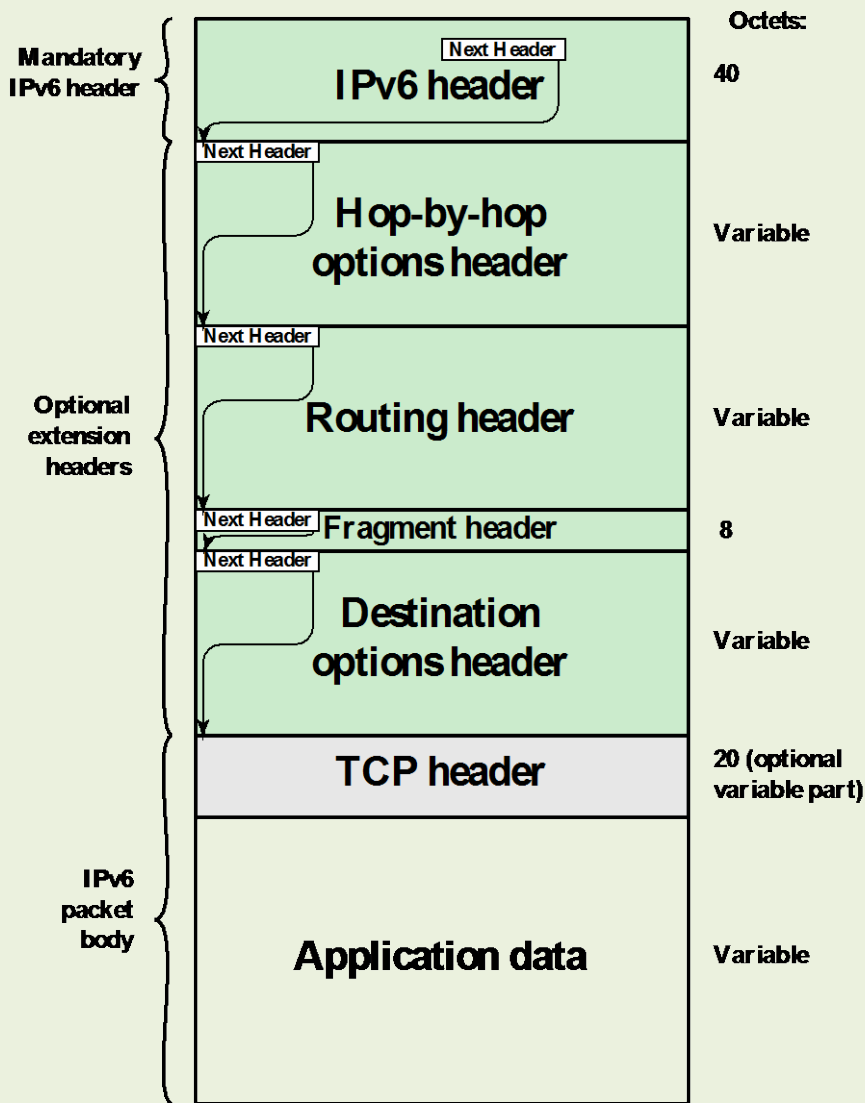 Octets:
Mandatory
IPv6 header
Next Header
IPv6 header
40
Next Header
Hop-by-hop
options header
Variable
Next Header
Routing header
Variable
Optional
extension
headers
Next Header
Fragment header
8
Next Header
Destination
options header
Variable
TCP header
20 (optional
variable part)
IPv6
packet
body
Application data
Variable